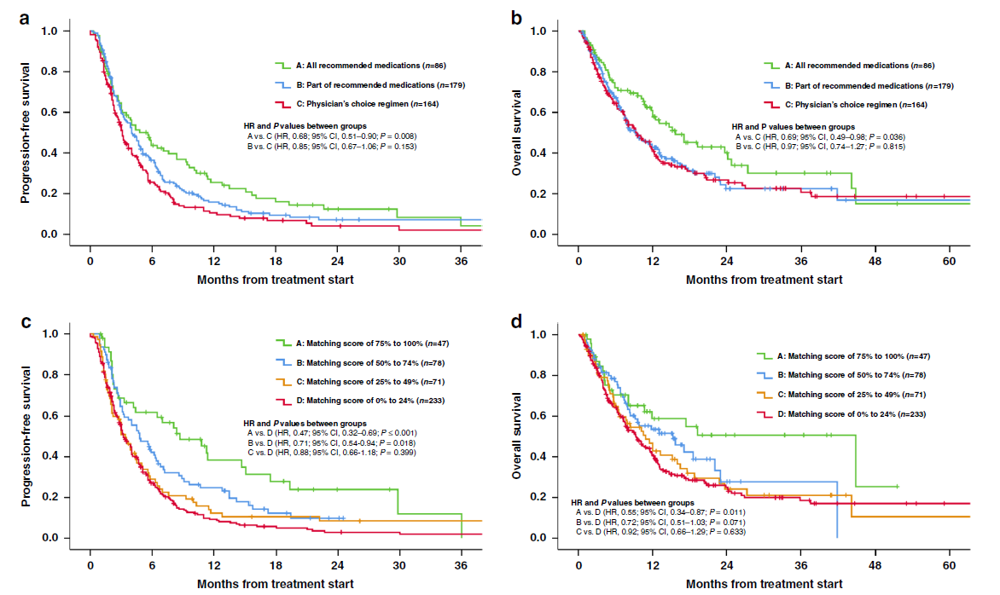 a
Progression-free survival
1.0
0.8
0.6
0.4
0.2
0.0
A: All recommended medications (n=86)
B: Part of recommended medications (n=179)
C: Physician's choice regimen (n=164)
HR and P values between groups
A vs. C (HR, 0.68; 95% CI, 0.51–0.90; P = 0.008)
B vs. C (HR, 0.85; 95% CI, 0.67–1.06; P = 0.153)
0 6 12 18 24 30 36
Months from treatment start
b
Overall survival
1.0
0.8
0.6
0.4
0.2
0.0
A: All recommended medications (n=86)
B: Part of recommended medications (n=179)
C: Physician's choice regimen (n=164)
HR and P values between groups
A vs. C (HR, 0.69; 95% CI, 0.49–0.98; P = 0.036)
B vs. C (HR, 0.97; 95% CI, 0.74–1.27; P = 0.815)
0 12 24 36 48 60
Months from treatment start
c
Progression-free survival
1.0
0.8
0.6
0.4
0.2
0.0
A: Matching score of 75% to 100% (n=47)
B: Matching score of 50% to 74% (n=78)
C: Matching score of 25% to 49% (n=71)
D: Matching score of 0% to 24% (n=233)
HR and P values between groups
A vs. D (HR, 0.47; 95% CI, 0.32–0.69; P ≤ 0.001)
B vs. D (HR, 0.71; 95% CI, 0.54-0.94; P = 0.018)
C vs. D (HR, 0.88; 95% CI, 0.66-1.18; P = 0.399)
0 6 12 18 24 30 36
Months from treatment start
d
Overall survival
1.0
0.8
0.6
0.4
0.2
0.0
A: Matching score of 75% to 100% (n=47)
B: Matching score of 50% to 74% (n=78)
C: Matching score of 25% to 49% (n=71)
D: Matching score of 0% to 24% (n=233)
HR and P values between groups
A vs. D (HR, 0.55; 95% CI, 0.34–0.87; P = 0.011)
B vs. D (HR, 0.72; 95% CI, 0.51–1.03; P = 0.071)
C vs. D (HR, 0.92; 95% CI, 0.66–1.29; P = 0.633)
0 12 24 36 48 60
Months from treatment start